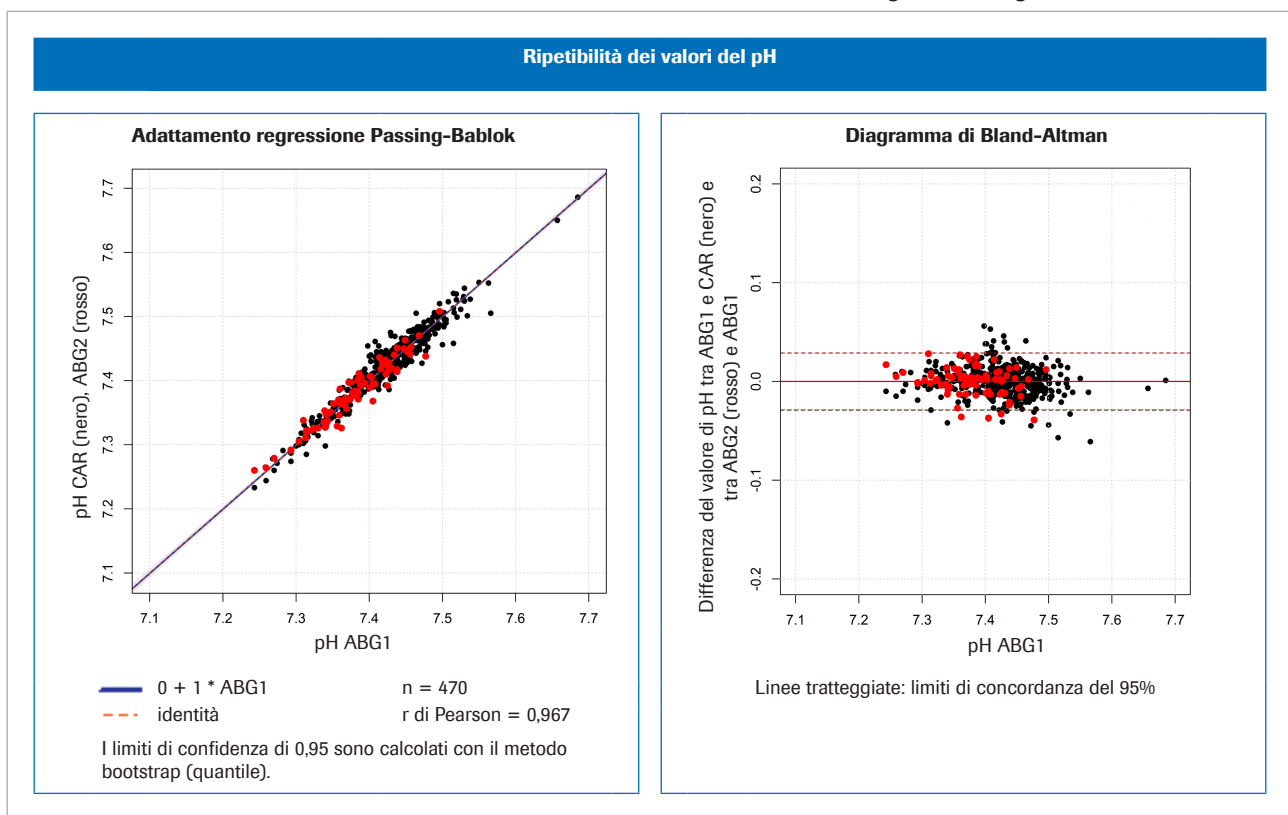 Ripetibilità dei valori del pH
Adattamento regressione Passing-Bablok
7.7
7.6
7.5
7.4
7.3
7.2
7.1
pH CAR (nero), ABG2 (rosso)
7.1 7.2 7.3 7.4 7.5 7.6 7.7
pH ABG1
0 + 1 * ABG1 n = 470
identità r di Pearson = 0,967
I limiti di confidenza di 0,95 sono calcolati con il metodo
bootstrap (quantile).
Diagramma di Bland-Altman
0.2
0.1
0.0
-0.1
-0.2
Differenza del valore di pH tra ABG1 e CAR (nero) e
tra ABG2 (rosso) e ABG1
7.1 7.2 7.3 7.4 7.5 7.6 7.7
pH ABG1
Linee tratteggiate: limiti di concordanza del 95%